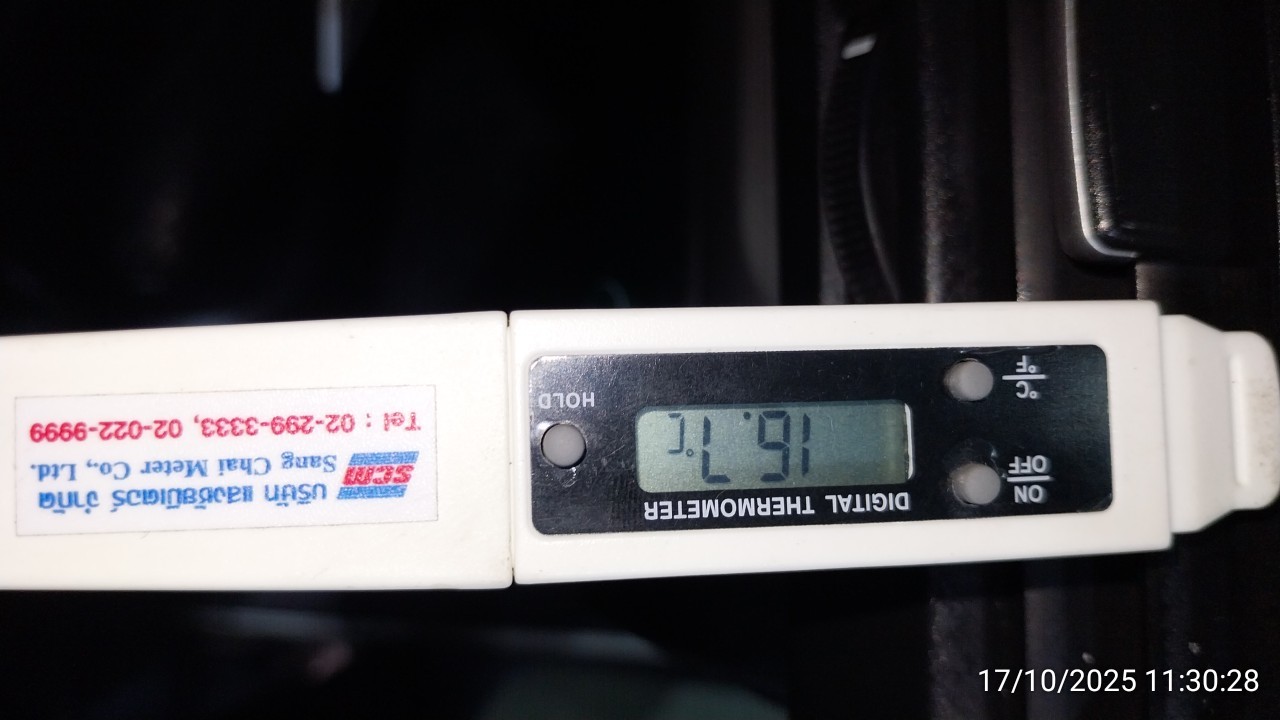 DIGITAL THERMOMETER
ON
OFF
°C
°F
°C
HOLD
บริษัท แสงชัยมิเตอร์ จำกัด
SCM
Sang Chai Meter Co., Ltd.
Tel : 02-299-3333, 02-022-9999
17/10/2025 11:30:28